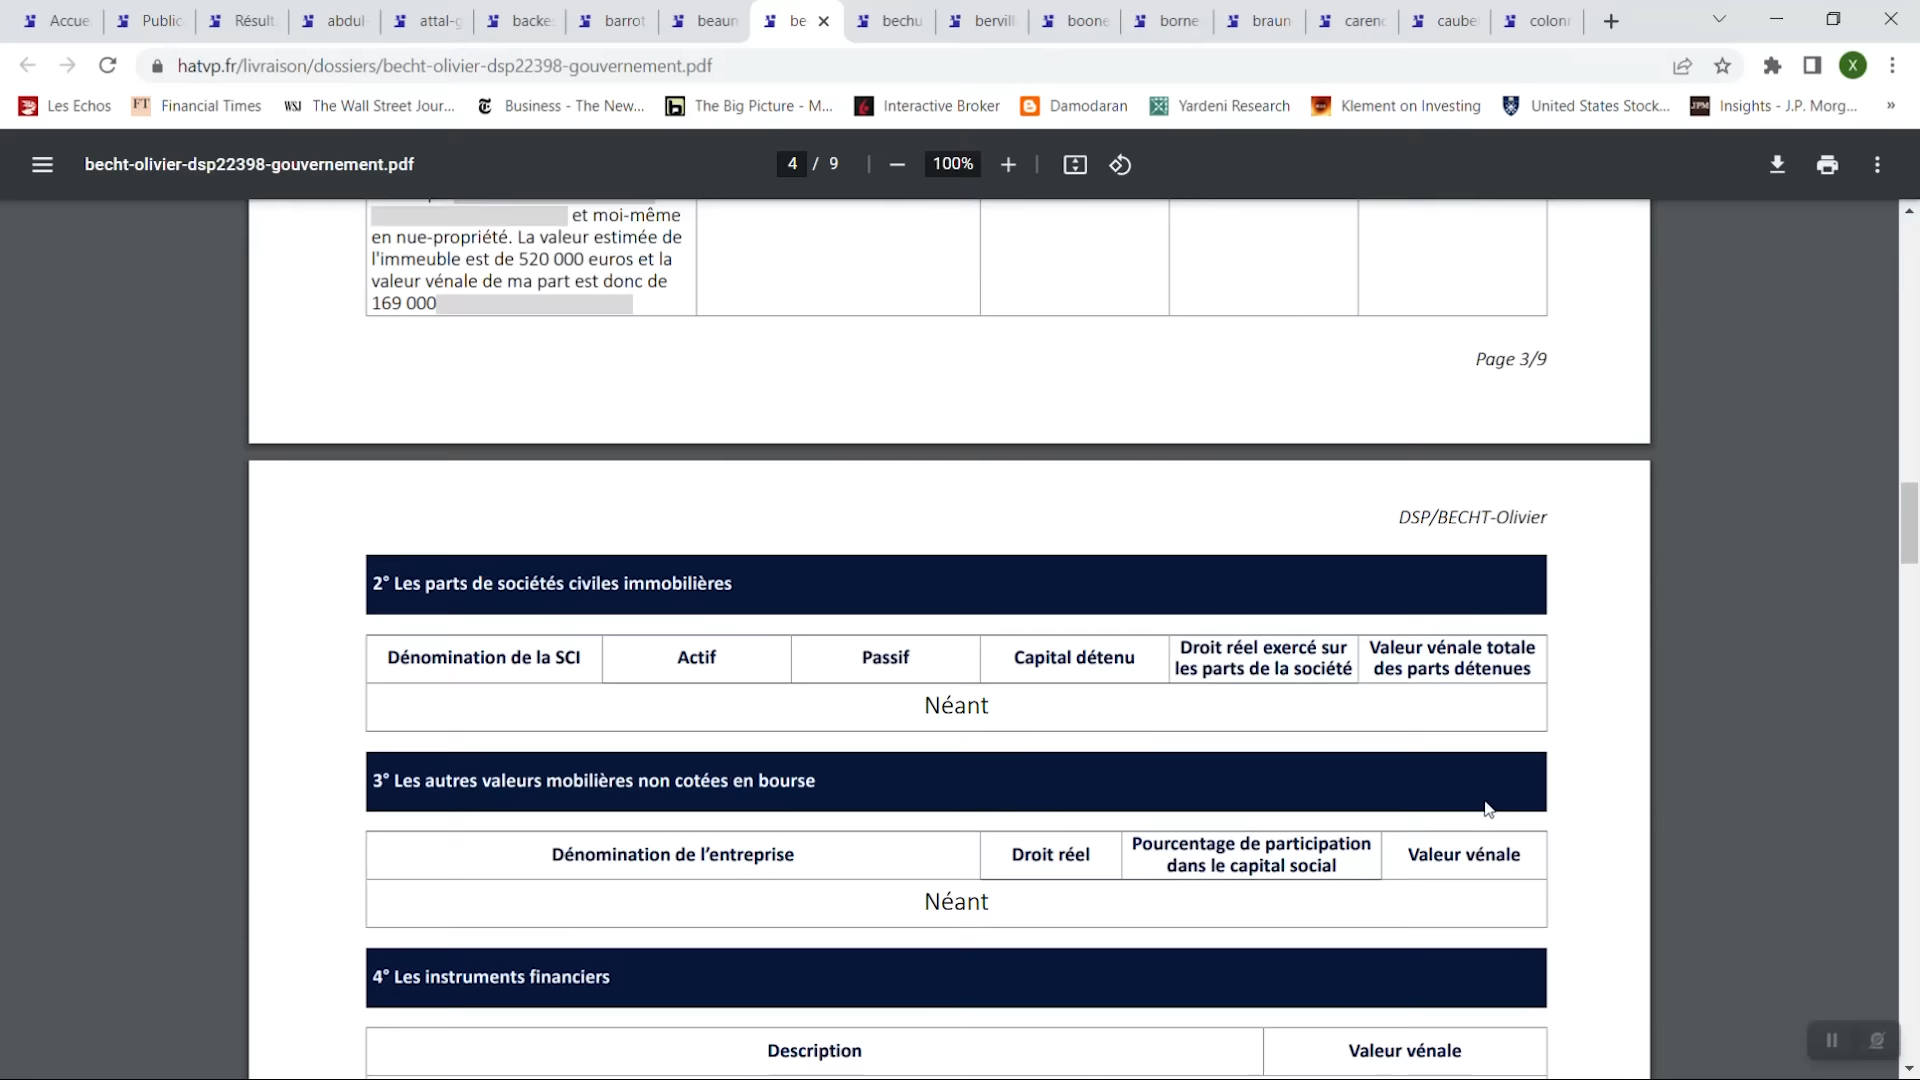 Accue
Public
Résult
abdul-
attal-g
backes
barrot
beaun
be
bechu
bervill
boone
borne
braun
carenc
caube
colonn
hatvp.fr/livraison/dossiers/becht-olivier-dsp22398-gouvernement.pdf
X
Les Echos
FT Financial Times
WSJ The Wall Street Jour...
Business - The New...
The Big Picture - M...
Interactive Broker
Damodaran
Yardeni Research
Klement on Investing
United States Stock...
JPM Insights - J.P. Morg...
»
becht-olivier-dsp22398-gouvernement.pdf
4 / 9
100%
et moi-même
en nue-propriété. La valeur estimée de
l'immeuble est de 520 000 euros et la
valeur vénale de ma part est donc de
169 000
Page 3/9
DSP/BECHT-Olivier
2° Les parts de sociétés civiles immobilières
Dénomination de la SCI
Actif
Passif
Capital détenu
Droit réel exercé sur
les parts de la société
Valeur vénale totale
des parts détenues
Néant
3° Les autres valeurs mobilières non cotées en bourse
Dénomination de l’entreprise
Droit réel
Pourcentage de participation
dans le capital social
Valeur vénale
Néant
4° Les instruments financiers
Description
Valeur vénale